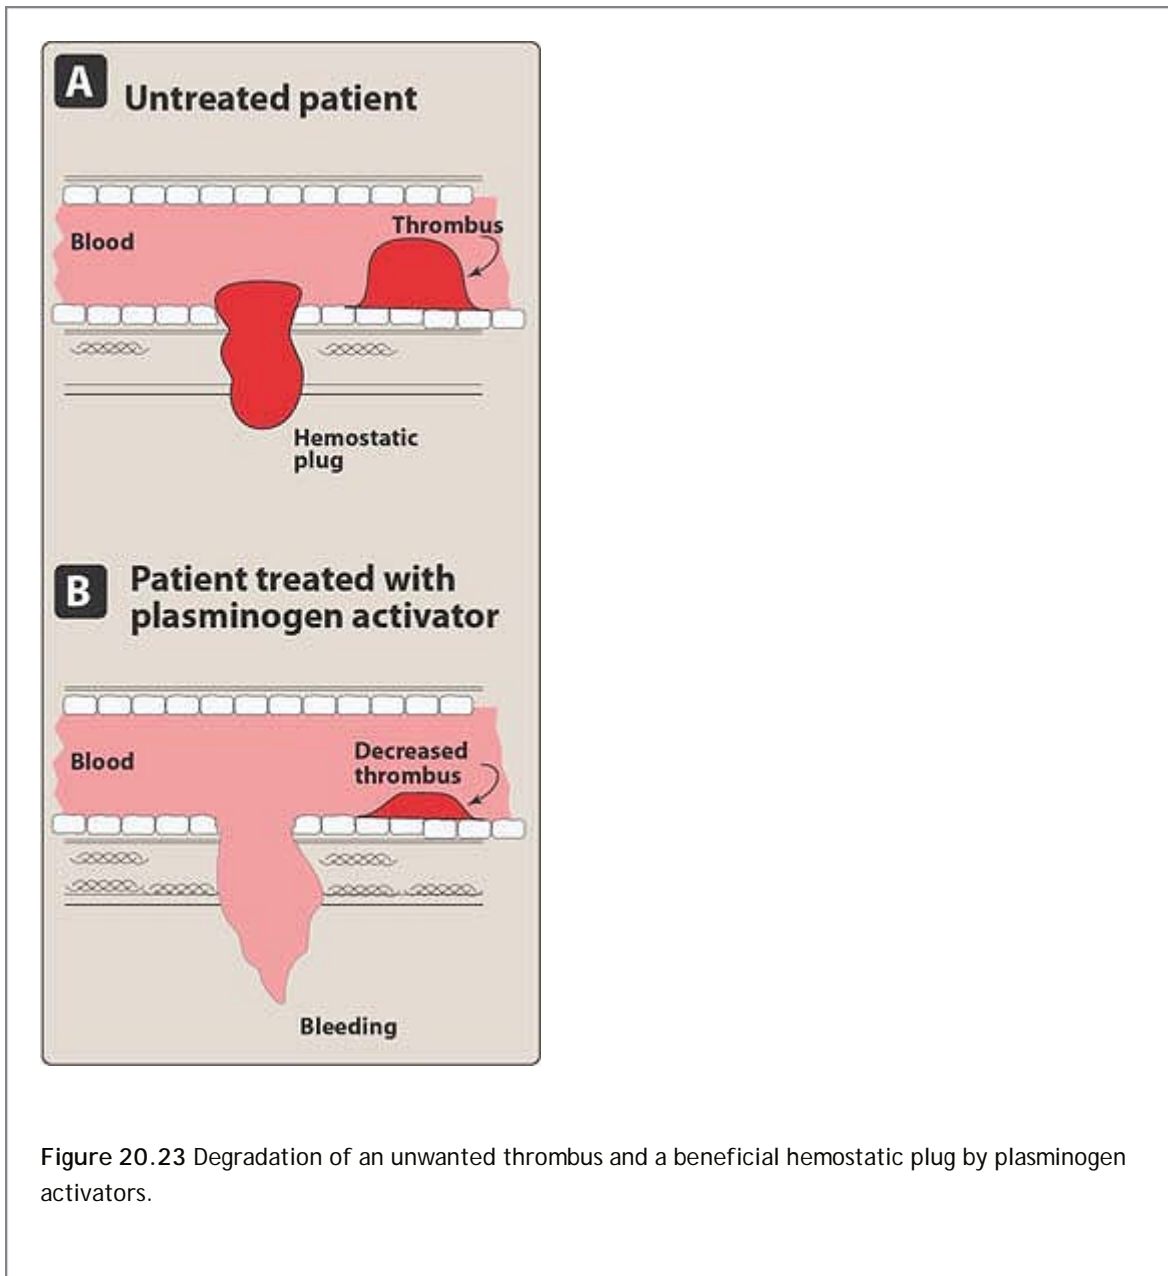 A
Untreated patient
Thrombus
Blood
Hemostatic
plug
B
Patient treated with
plasminogen activator
Decreased
thrombus
Blood
Bleeding
Figure 20.23 Degradation of an unwanted thrombus and a beneficial hemostatic plug by plasminogen
activators.